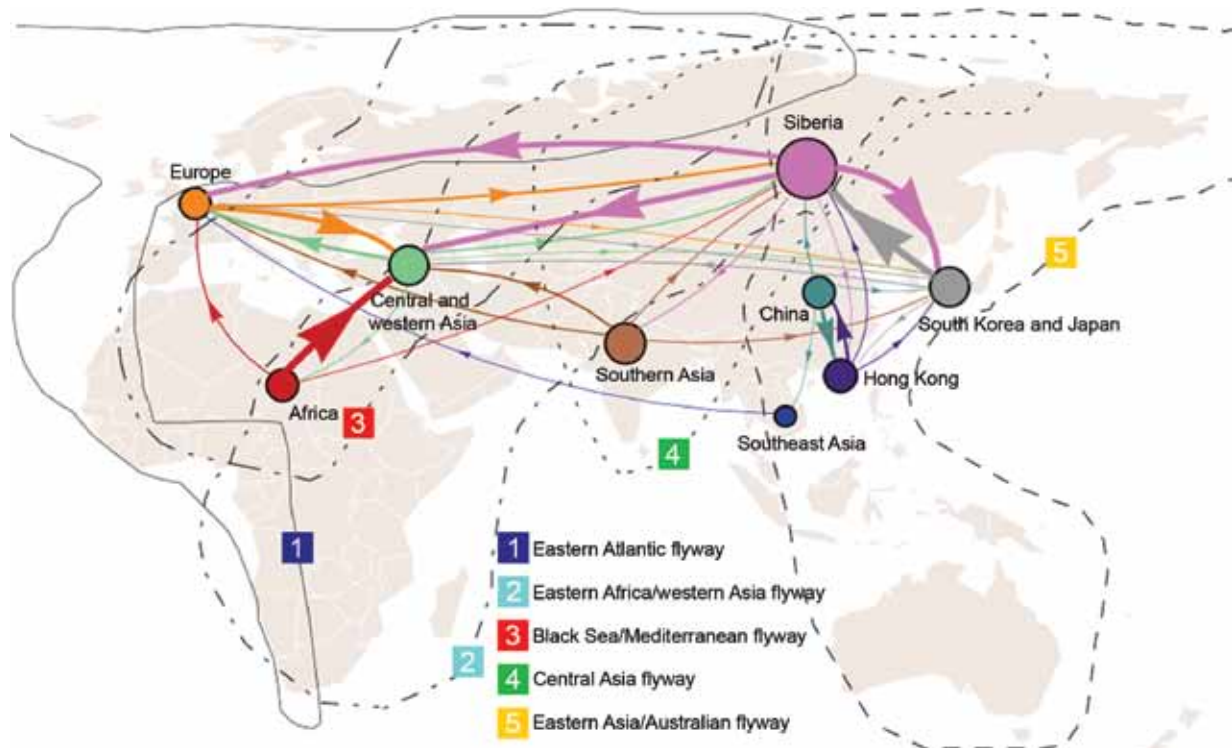 Siberia
Europe
5
Central and
western Asia
China
South Korea and Japan
Southern Asia
Hong Kong
Africa
3
Southeast Asia
4
1
1 Eastern Atlantic flyway
2 Eastern Africa/western Asia flyway
3 Black Sea/Mediterranean flyway
2
4 Central Asia flyway
5 Eastern Asia/Australian flyway